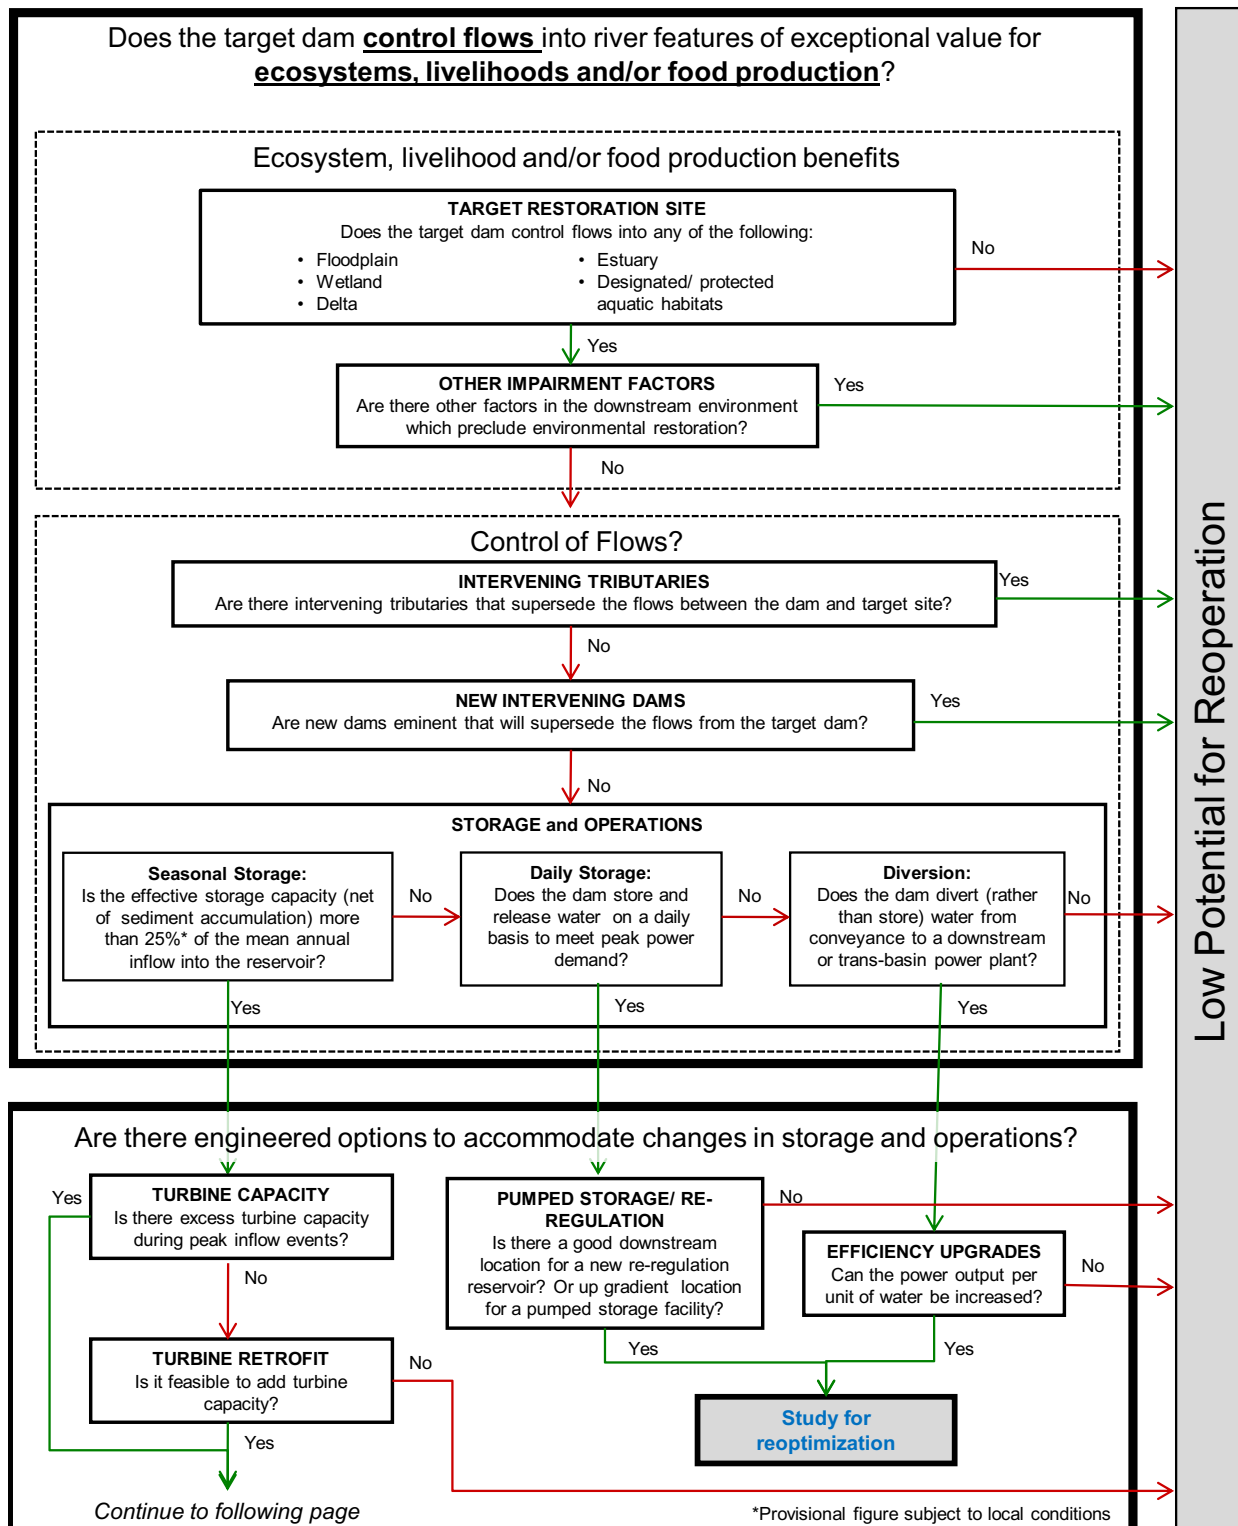 Does the target dam control flows into river features of exceptional value for
ecosystems, livelihoods and/or food production?
Ecosystem, livelihood and/or food production benefits
TARGET RESTORATION SITE
Does the target dam control flows into any of the following:
• Floodplain
• Wetland
• Delta
• Estuary
• Designated/ protected
aquatic habitats
No
Yes
OTHER IMPAIRMENT FACTORS
Are there other factors in the downstream environment
which preclude environmental restoration?
Yes
No
Control of Flows?
INTERVENING TRIBUTARIES
Are there intervening tributaries that supersede the flows between the dam and target site?
Yes
No
NEW INTERVENING DAMS
Are new dams eminent that will supersede the flows from the target dam?
Yes
No
STORAGE and OPERATIONS
Seasonal Storage:
Is the effective storage capacity (net
of sediment accumulation) more
than 25%* of the mean annual
inflow into the reservoir?
No
Daily Storage:
Does the dam store and
release water on a daily
basis to meet peak power
demand?
No
Diversion:
Does the dam divert (rather
than store) water from
conveyance to a downstream
or trans-basin power plant?
No
Yes
Yes
Yes
Low Potential for Reoperation
Are there engineered options to accommodate changes in storage and operations?
Yes
TURBINE CAPACITY
Is there excess turbine capacity
during peak inflow events?
No
TURBINE RETROFIT
Is it feasible to add turbine
capacity?
No
Yes
Continue to following page
PUMPED STORAGE/ RE-
REGULATION
Is there a good downstream
location for a new re-regulation
reservoir? Or up gradient location
for a pumped storage facility?
No
Yes
EFFICIENCY UPGRADES
Can the power output per
unit of water be increased?
No
Yes
Study for
reoptimization
*Provisional figure subject to local conditions